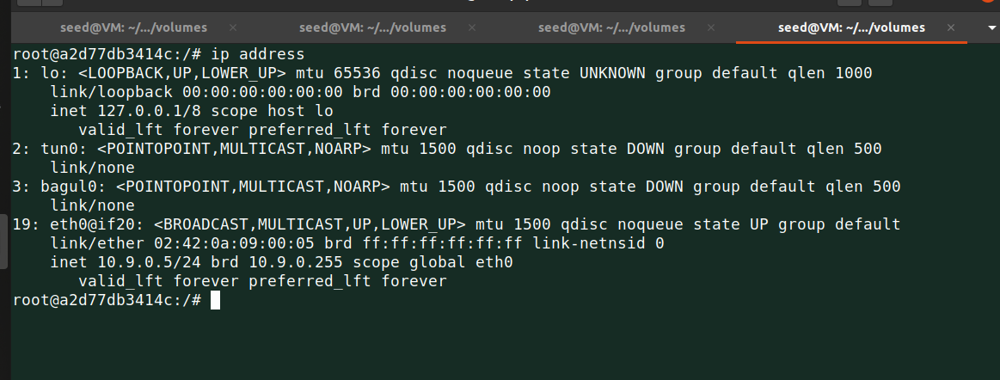 seed@VM: ~/.../volumes × seed@VM: ~/.../volumes × seed@VM: ~/.../volumes × seed@VM: ~/.../volumes ×
root@a2d77db3414c:/# ip address
1: lo: <LOOPBACK,UP,LOWER_UP> mtu 65536 qdisc noqueue state UNKNOWN group default qlen 1000
    link/loopback 00:00:00:00:00:00 brd 00:00:00:00:00:00
    inet 127.0.0.1/8 scope host lo
       valid_lft forever preferred_lft forever
2: tun0: <POINTOPOINT,MULTICAST,NOARP> mtu 1500 qdisc noop state DOWN group default qlen 500
    link/none
3: bagul0: <POINTOPOINT,MULTICAST,NOARP> mtu 1500 qdisc noop state DOWN group default qlen 500
    link/none
19: eth0@if20: <BROADCAST,MULTICAST,UP,LOWER_UP> mtu 1500 qdisc noqueue state UP group default
    link/ether 02:42:0a:09:00:05 brd ff:ff:ff:ff:ff:ff link-netnsid 0
    inet 10.9.0.5/24 brd 10.9.0.255 scope global eth0
       valid_lft forever preferred_lft forever
root@a2d77db3414c:/#